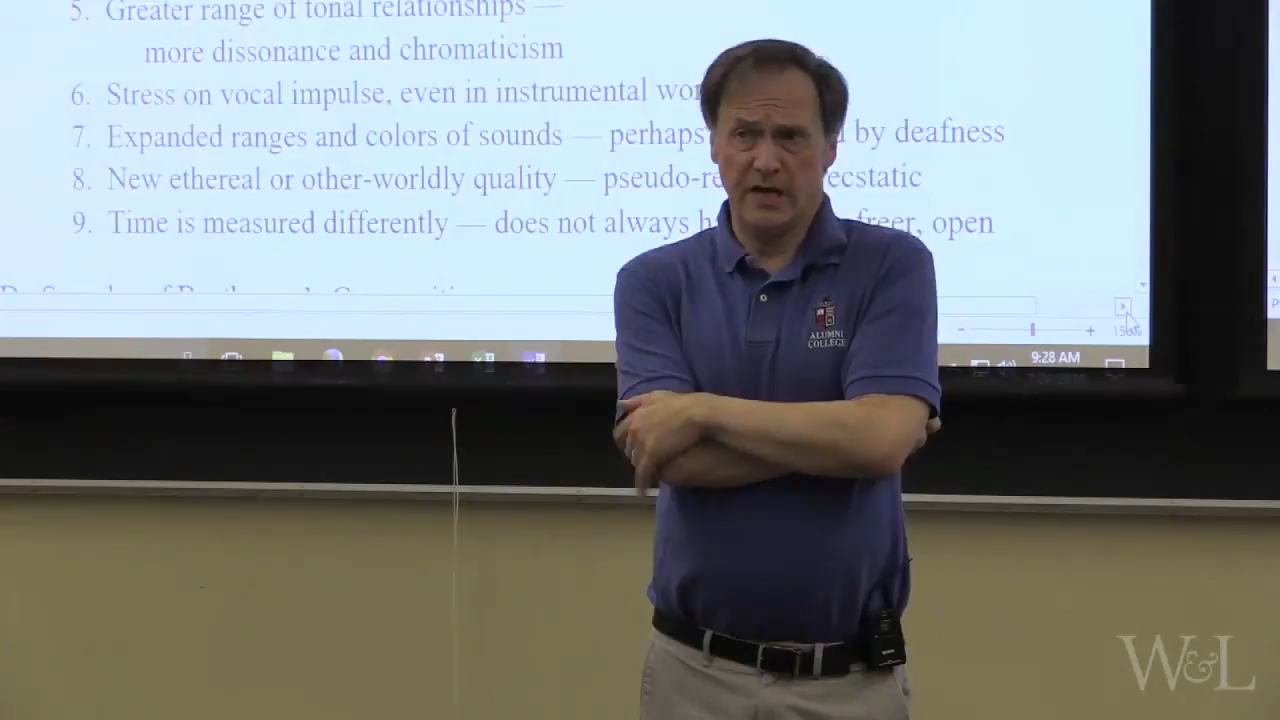 5. Greater range of tonal relationships —
more dissonance and chromaticism
6. Stress on vocal impulse, even in instrumental
7. Expanded ranges and colors of sounds — perhaps by deafness
8. New ethereal or other-worldly quality — ecstatic
9. Time is measured differently — does not always freer, open
9:28 AM
ALUMNI
COLLEGE
W&L